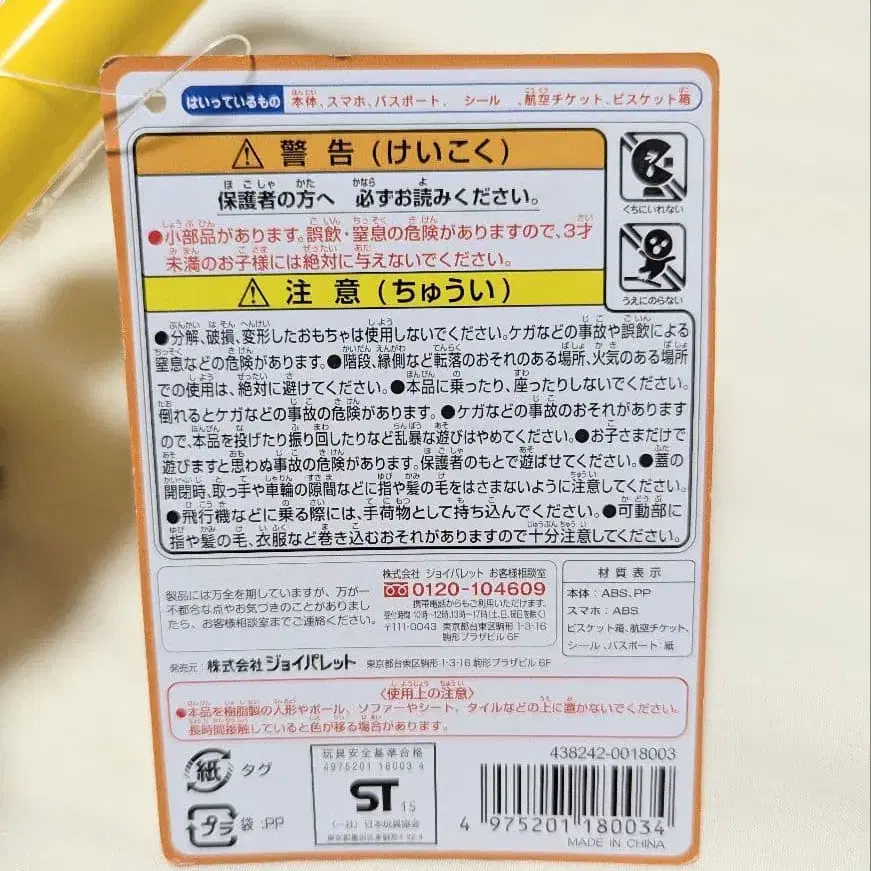 はいっているもの 本体、スマホ、パスポート、 シール 、航空チケット、ビスケット箱
警告(けいこく)
保護者の方へ 必ずお読みください。
●小部品があります。誤飲・窒息の危険がありますので、3才
未満のお子様には絶対に与えないでください。
くちにいれない
うえにのらない
注意(ちゅうい)
●分解、破損、変形したおもちゃは使用しないでください。ケガなどの事故や誤飲による
窒息などの危険があります。●階段、縁側など転落のおそれのある場所、火気のある場所
での使用は、絶対に避けてください。●本品に乗ったり、座ったりしないでください。
倒れるとケガなどの事故の危険があります。●ケガなどの事故のおそれがあります
ので、本品を投げたり振り回したりなど乱暴な遊びはやめてください。●お子さまだけで
遊びますと思わぬ事故の危険があります。保護者のもとで遊ばせてください。●蓋の
開閉時、取っ手や車輪の隙間などに指や髪の毛をはさまないように注意してください。
●飛行機などに乗る際には、手荷物として持ち込んでください。●可動部に
指や髪の毛、衣服など巻き込むおそれがありますので十分注意してください。
製品には万全を期していますが、万が一
不都合な点やお気づきのことがありまし
たら、お客様相談室までご連絡ください。
株式会社 ジョイパレット お客様相談室
0120-104609
携帯電話からもご利用いただけます。
受付時間 10時〜12時、13時〜17時(土、日、祝日を除く)
〒111-0043 東京都台東区駒形1-3-16
駒形プラザビル 6F
材質表示
本体:ABS、PP
スマホ:ABS
ビスケット箱、航空チケット、
シール、パスポート:紙
発売元: 株式会社ジョイパレット 東京都台東区駒形1-3-16 駒形プラザビル 6F
〈使用上の注意〉
●本品を樹脂製の人形やボール、ソファーやシート、タイルなどの上に置かないでください。
長時間接触していると色が移る場合があります。
紙 タグ
プラ 袋:PP
玩具安全基準合格
4975201 18003 4
ST 15
(一社)日本玩具協会
438242-0018003
4 975201 180034
MADE IN CHINA